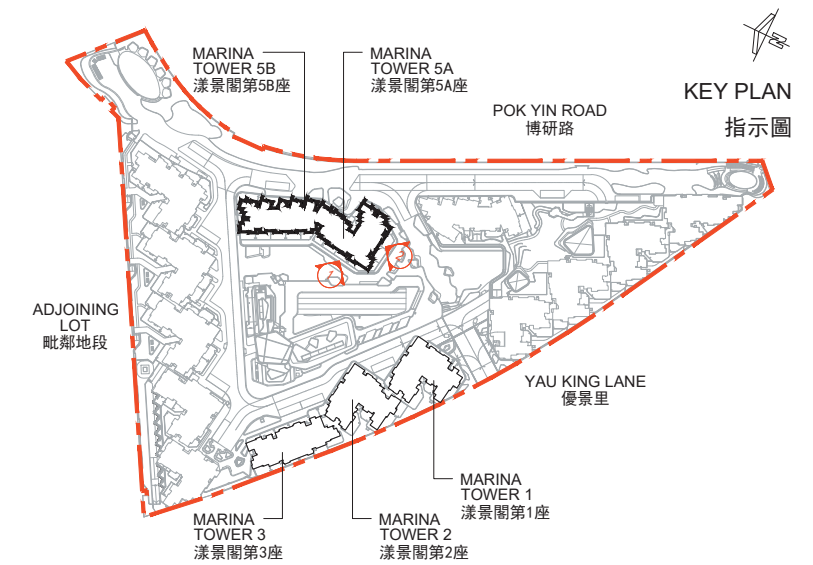 N
MARINA
TOWER 5B
漾景閣第5B座
MARINA
TOWER 5A
漾景閣第5A座
KEY PLAN
指示圖
POK YIN ROAD
博研路
1
2
ADJOINING
LOT
毗鄰地段
YAU KING LANE
優景里
MARINA
TOWER 1
漾景閣第1座
MARINA
TOWER 3
漾景閣第3座
MARINA
TOWER 2
漾景閣第2座